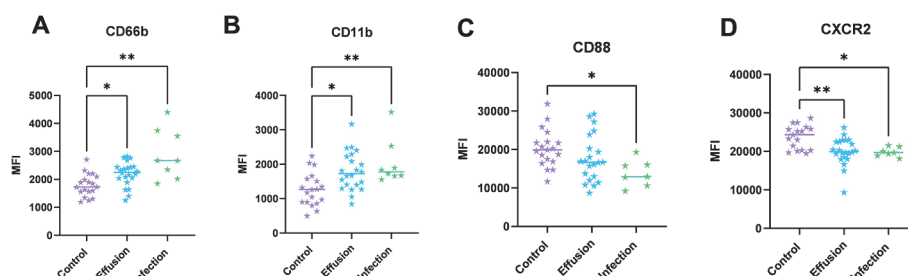 A
CD66b
**
*
MFI
5000
4000
3000
2000
1000
0
Control
Effusion
Infection
B
CD11b
**
*
MFI
4000
3000
2000
1000
0
Control
Effusion
Infection
C
CD88
*
MFI
40000
30000
20000
10000
0
Control
Effusion
Infection
D
CXCR2
*
**
MFI
40000
30000
20000
10000
0
Control
Effusion
Infection